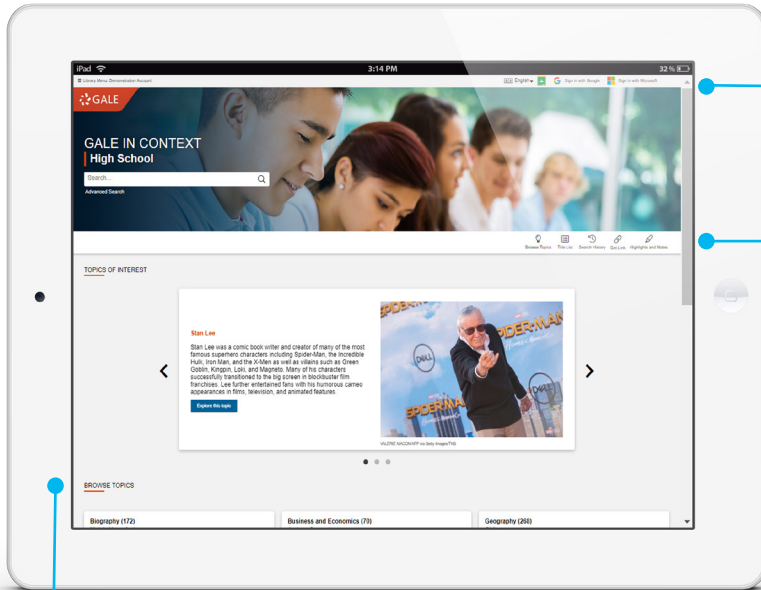 iPad
3:14 PM
32%
Library Menu Demonstration Account
English
Sign in with Google
Sign in with Microsoft
GALE
GALE IN CONTEXT
High School
Search...
Advanced Search
Browse Topics
Title List
Search History
Get Link
Highlights and Notes
TOPICS OF INTEREST
Stan Lee
Stan Lee was a comic book writer and creator of many of the most
famous superhero characters including Spider-Man, the Incredible
Hulk, Iron Man, and the X-Men as well as villains such as Green
Goblin, Kingpin, Loki, and Magneto. Many of his characters
successfully transitioned to the big screen in blockbuster film
franchises. Lee further entertained fans with his humorous cameo
appearances in films, television, and animated features.
Explore this topic
SPIDER-MAN
DELL
VALERIE MACON/AFP via Getty Images/TNS
BROWSE TOPICS
Biography (172)
Business and Economics (70)
Geography (268)